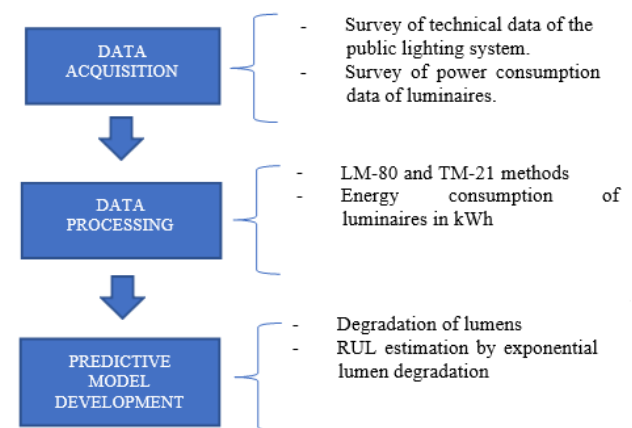 DATA
ACQUISITION
- Survey of technical data of the
public lighting system.
- Survey of power consumption
data of luminaires.
DATA
PROCESSING
- LM-80 and TM-21 methods
- Energy consumption of
luminaires in kWh
PREDICTIVE
MODEL
DEVELOPMENT
- Degradation of lumens
- RUL estimation by exponential
lumen degradation